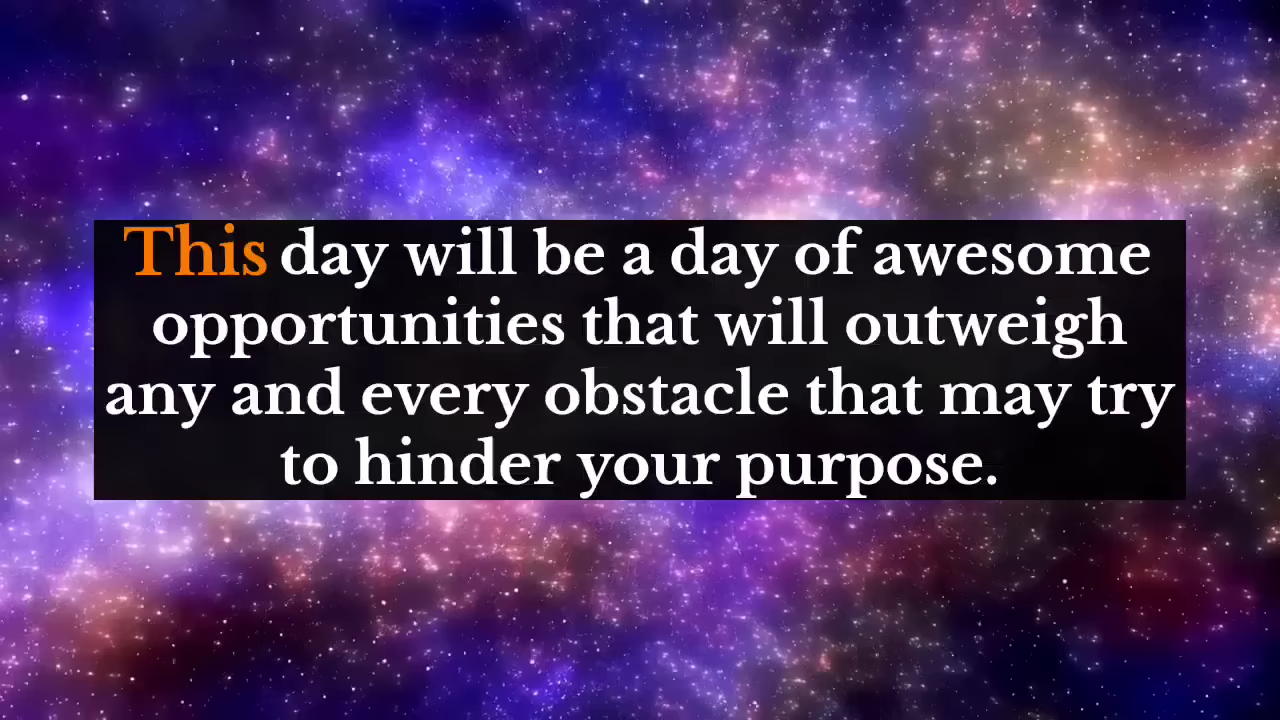 This day will be a day of awesome
opportunities that will outweigh
any and every obstacle that may try
to hinder your purpose.